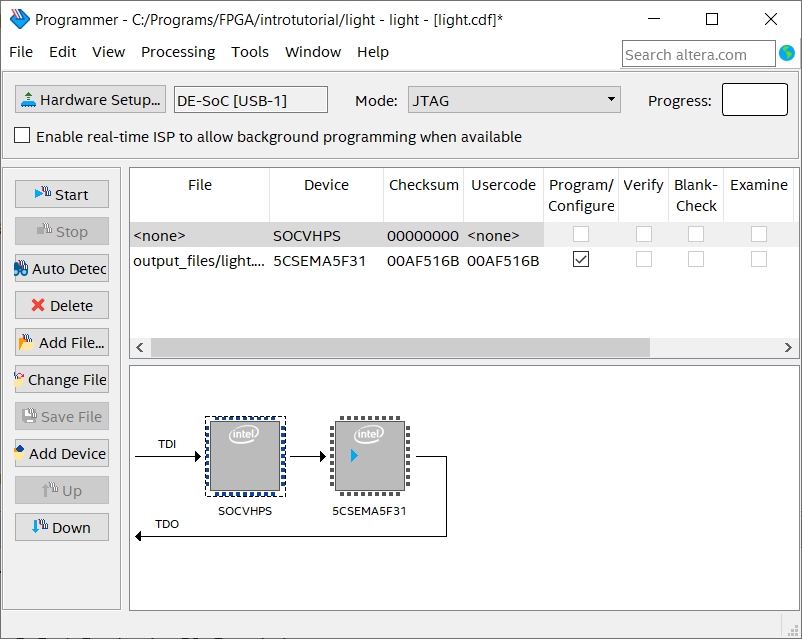 Programmer - C:/Programs/FPGA/introtutorial/light - light - [light.cdf]*
File Edit View Processing Tools Window Help
Search altera.com
Hardware Setup... DE-SoC [USB-1] Mode: JTAG Progress:
Enable real-time ISP to allow background programming when available
Start
Stop
Auto Detec
Delete
Add File...
Change File
Save File
Add Device
Up
Down
File Device Checksum Usercode Program/ Verify Blank- Examine
Configure Check
<none> SOCVHPS 00000000 <none>
output_files/light.... 5CSEMA5F31 00AF516B 00AF516B
intel intel
TDI
SOCVHPS 5CSEMA5F31
TDO